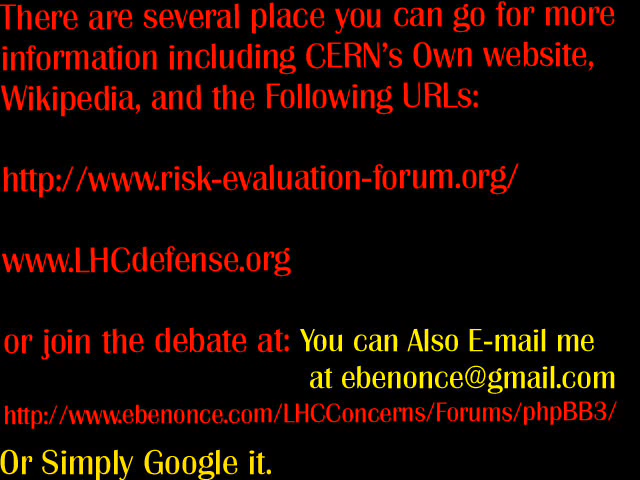 There are several place you can go for more
information including CERN's Own website,
Wikipedia, and the Following URLs:
http://www.risk-evaluation-forum.org/
www.LHCdefense.org
or join the debate at: You can Also E-mail me
at ebenonce@gmail.com
http://www.ebenonce.com/LHCConcerns/Forums/phpBB3/
Or Simply Google it.